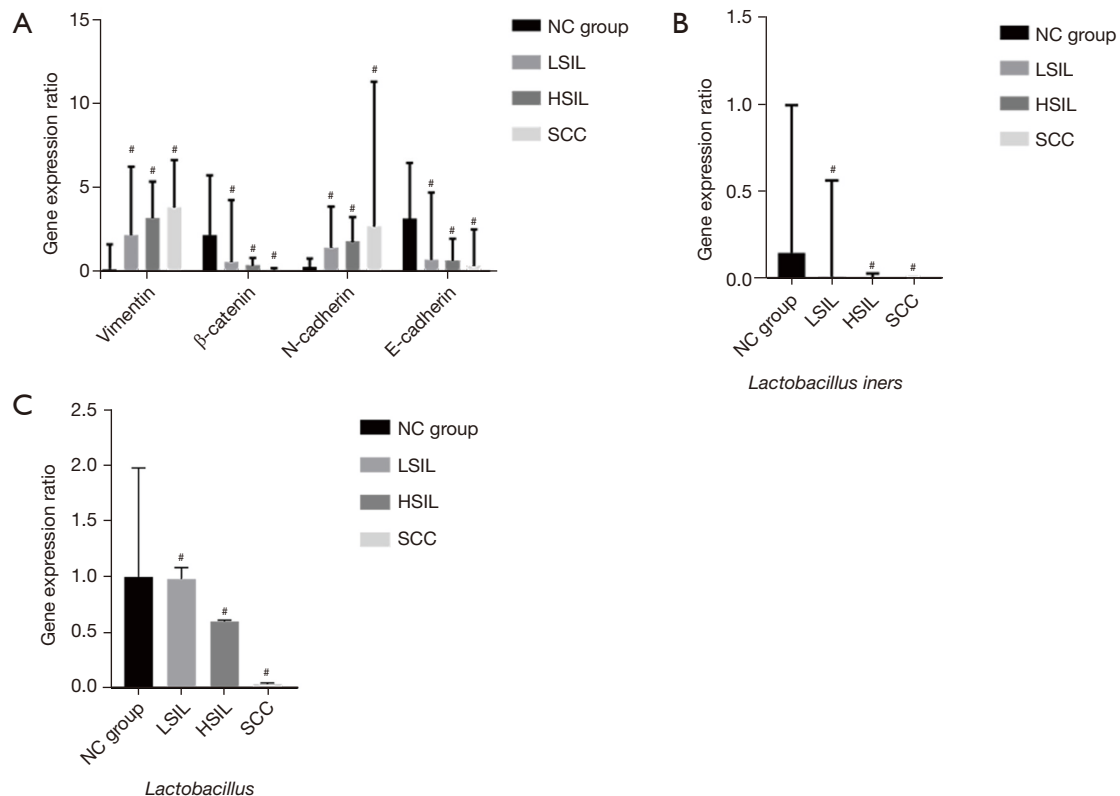 A
Gene expression ratio
15
10
5
0
#
#
#
#
#
#
#
#
#
#
#
#
Vimentin
β-catenin
N-cadherin
E-cadherin
NC group
LSIL
HSIL
SCC
B
Gene expression ratio
1.5
1.0
0.5
0.0
#
#
#
NC group
LSIL
HSIL
SCC
Lactobacillus iners
NC group
LSIL
HSIL
SCC
C
Gene expression ratio
2.5
2.0
1.5
1.0
0.5
0.0
#
#
#
NC group
LSIL
HSIL
SCC
Lactobacillus
NC group
LSIL
HSIL
SCC